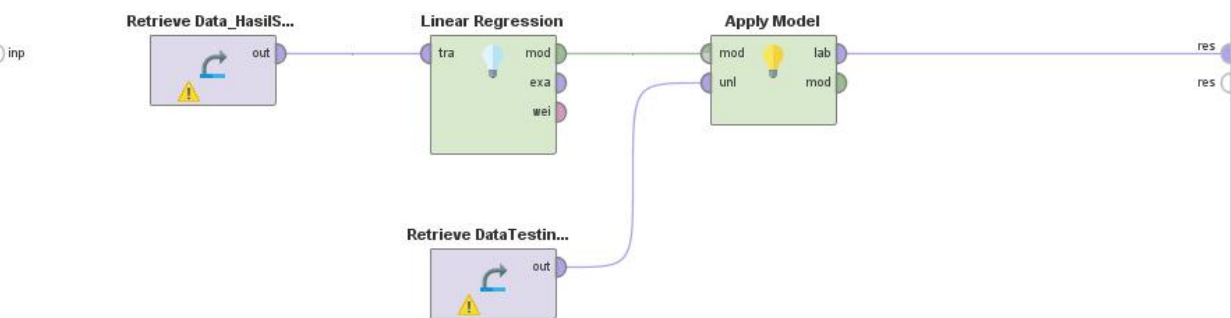 Retrieve Data_HasilS...
Linear Regression
Apply Model
inp
out
tra
mod
exa
wei
mod
lab
unl
mod
res
res
Retrieve DataTestin...
out